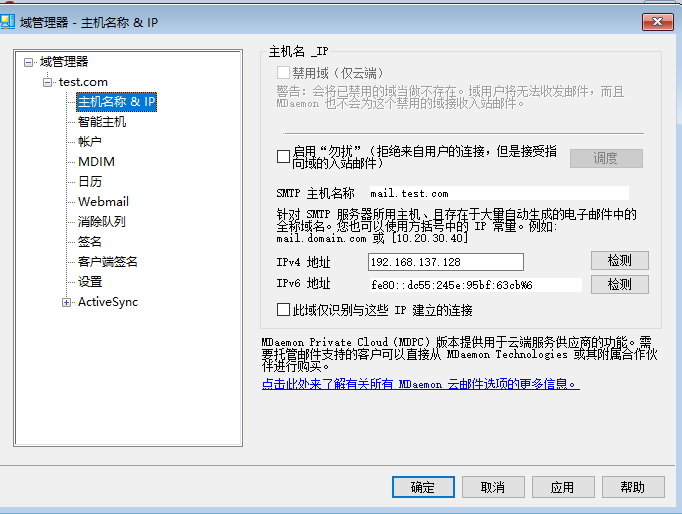 域管理器 - 主机名称 & IP
域管理器
test.com
主机名称 & IP
智能主机
帐户
MDIM
日历
Webmail
消除队列
签名
客户端签名
设置
ActiveSync
主机名 _IP
禁用域（仅云端）
警告：会将已禁用的域当做不存在。域用户将无法收发邮件，而且
MDaemon 也不会为这个禁用的域接收入站邮件。
启用“勿扰”（拒绝来自用户的连接，但是接受指
向域的入站邮件）
调度
SMTP 主机名称 mail.test.com
针对 SMTP 服务器所用主机、且存在于大量自动生成的电子邮件中的
全称域名。您也可以使用方括号中的 IP 常量。例如:
mail.domain.com 或 [10.20.30.40]
IPv4 地址 192.168.137.128 检测
IPv6 地址 fe80::dc55:245e:95bf:63cb%6 检测
此域仅识别与这些 IP 建立的连接
MDaemon Private Cloud (MDPC) 版本提供用于云端服务供应商的功能。需
要托管邮件支持的客户可以直接从 MDaemon Technologies 或其附属合作伙
伴进行购买。
点击此处来了解有关所有 MDaemon 云邮件选项的更多信息。
确定 取消 应用 帮助